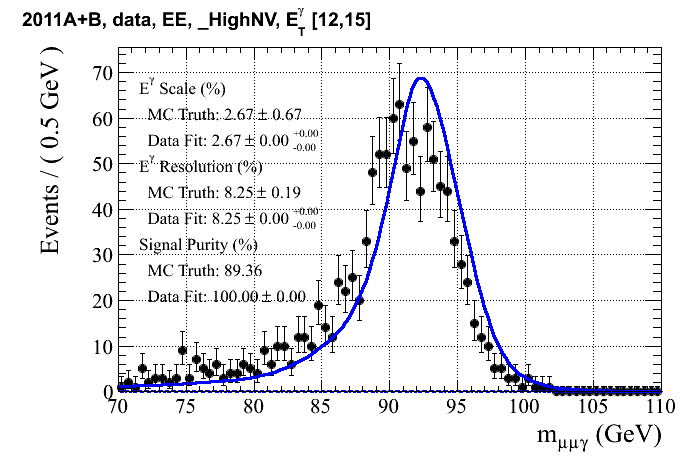 2011A+B, data, EE, _HighNV, E_T^γ [12,15]
Events / ( 0.5 GeV )
70
60
50
40
30
20
10
0
E^γ Scale (%)
MC Truth: 2.67 ± 0.67
Data Fit: 2.67 ± 0.00 +0.00 -0.00
E^γ Resolution (%)
MC Truth: 8.25 ± 0.19
Data Fit: 8.25 ± 0.00 +0.00 -0.00
Signal Purity (%)
MC Truth: 89.36
Data Fit: 100.00 ± 0.00
70 75 80 85 90 95 100 105 110
m_μμγ (GeV)